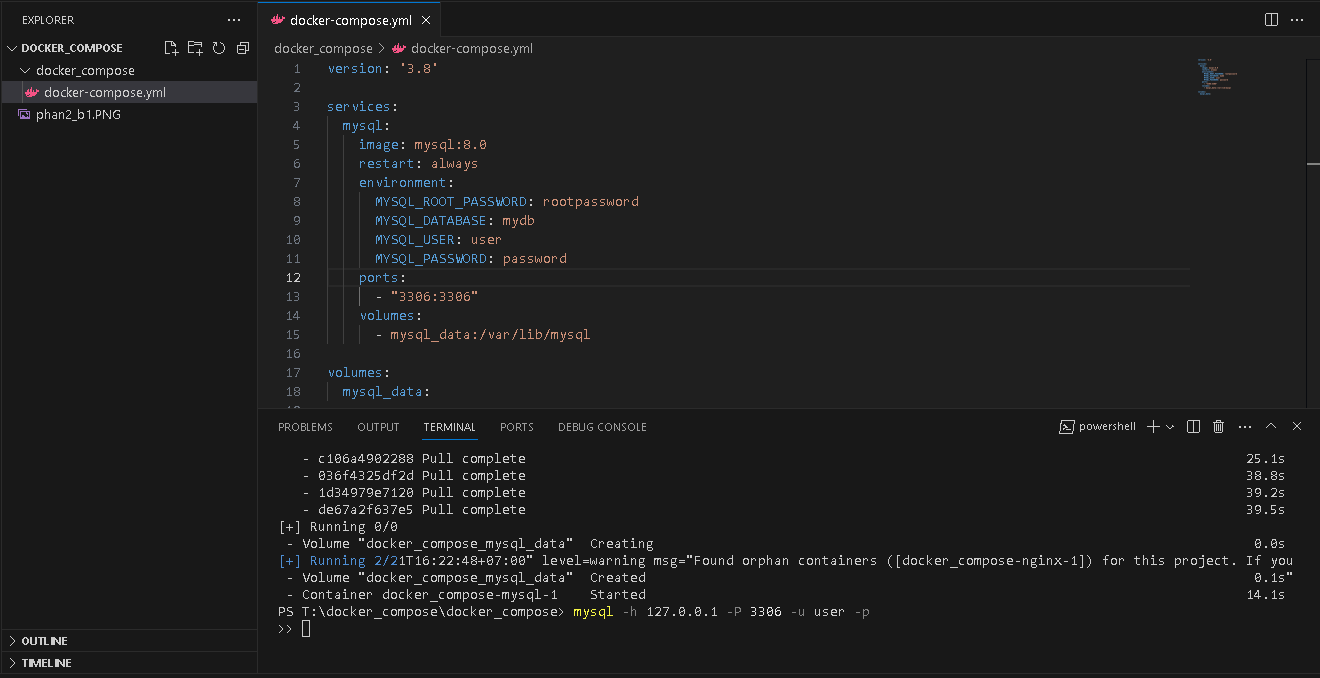 EXPLORER
DOCKER_COMPOSE
docker_compose
docker-compose.yml
phan2_b1.PNG
OUTLINE
TIMELINE
docker-compose.yml
docker_compose > docker-compose.yml
1 version: '3.8'
2
3 services:
4 mysql:
5 image: mysql:8.0
6 restart: always
7 environment:
8 MYSQL_ROOT_PASSWORD: rootpassword
9 MYSQL_DATABASE: mydb
10 MYSQL_USER: user
11 MYSQL_PASSWORD: password
12 ports:
13 - "3306:3306"
14 volumes:
15 - mysql_data:/var/lib/mysql
16
17 volumes:
18 mysql_data:
PROBLEMS OUTPUT TERMINAL PORTS DEBUG CONSOLE powershell
- c106a4902288 Pull complete 25.1s
- 036f4325df2d Pull complete 38.8s
- 1d34979e7120 Pull complete 39.2s
- de67a2f637e5 Pull complete 39.5s
[+] Running 0/0
- Volume "docker_compose_mysql_data" Creating 0.0s
[+] Running 2/21T16:22:48+07:00" level=warning msg="Found orphan containers ([docker_compose-nginx-1]) for this project. If you
- Volume "docker_compose_mysql_data" Created 0.1s"
- Container docker_compose-mysql-1 Started 14.1s
PS T:\docker_compose\docker_compose> mysql -h 127.0.0.1 -P 3306 -u user -p
>>